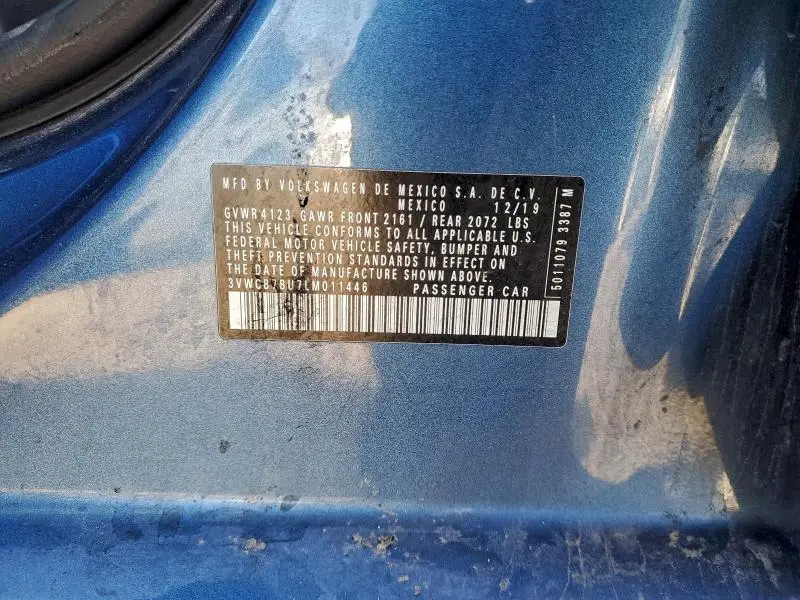 MFD BY VOLKSWAGEN DE MEXICO S.A. DE C.V.
MEXICO 12/19
GVWR 4123 GAWR FRONT 2161 / REAR 2072 LBS
THIS VEHICLE CONFORMS TO ALL APPLICABLE U.S.
FEDERAL MOTOR VEHICLE SAFETY, BUMPER AND
THEFT PREVENTION STANDARDS IN EFFECT ON
THE DATE OF MANUFACTURE SHOWN ABOVE.
3VWCB7BU7LM011446 PASSENGER CAR
5011079 3387 M